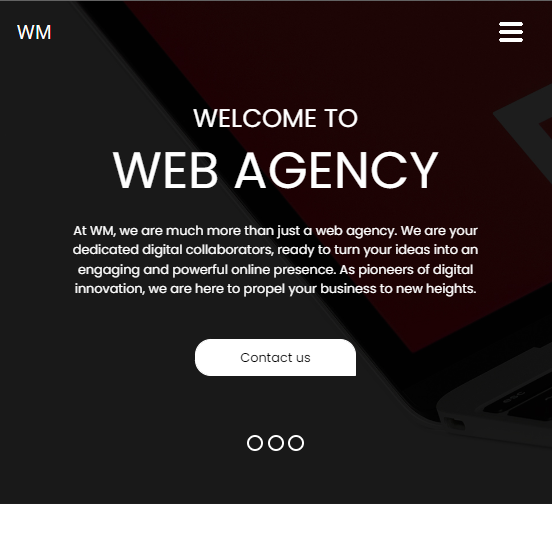 WM
WELCOME TO
WEB AGENCY
At WM, we are much more than just a web agency. We are your
dedicated digital collaborators, ready to turn your ideas into an
engaging and powerful online presence. As pioneers of digital
innovation, we are here to propel your business to new heights.
Contact us